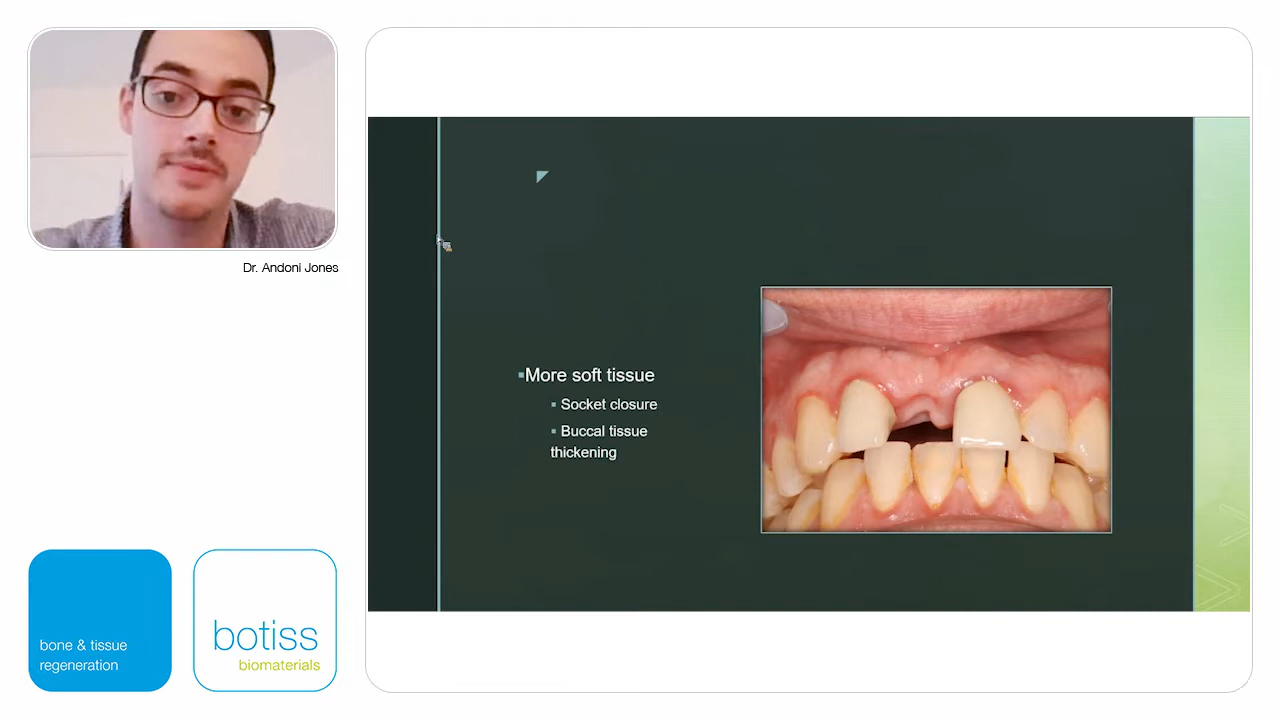 Dr. Andoni Jones
▪More soft tissue
▪ Socket closure
▪ Buccal tissue
thickening
bone & tissue
regeneration
botiss
biomaterials